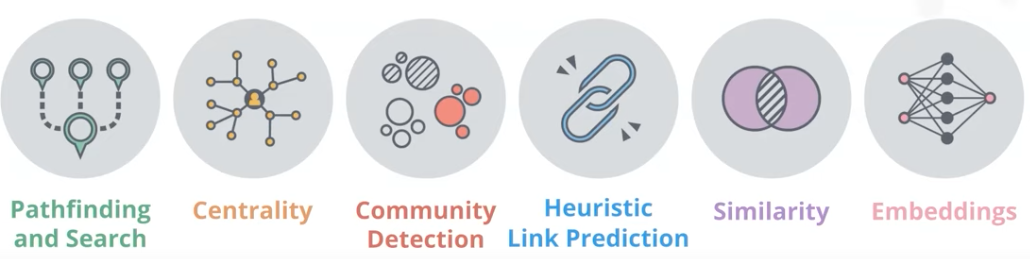 Pathfinding
and Search
Centrality
Community
Detection
Heuristic
Link Prediction
Similarity
Embeddings